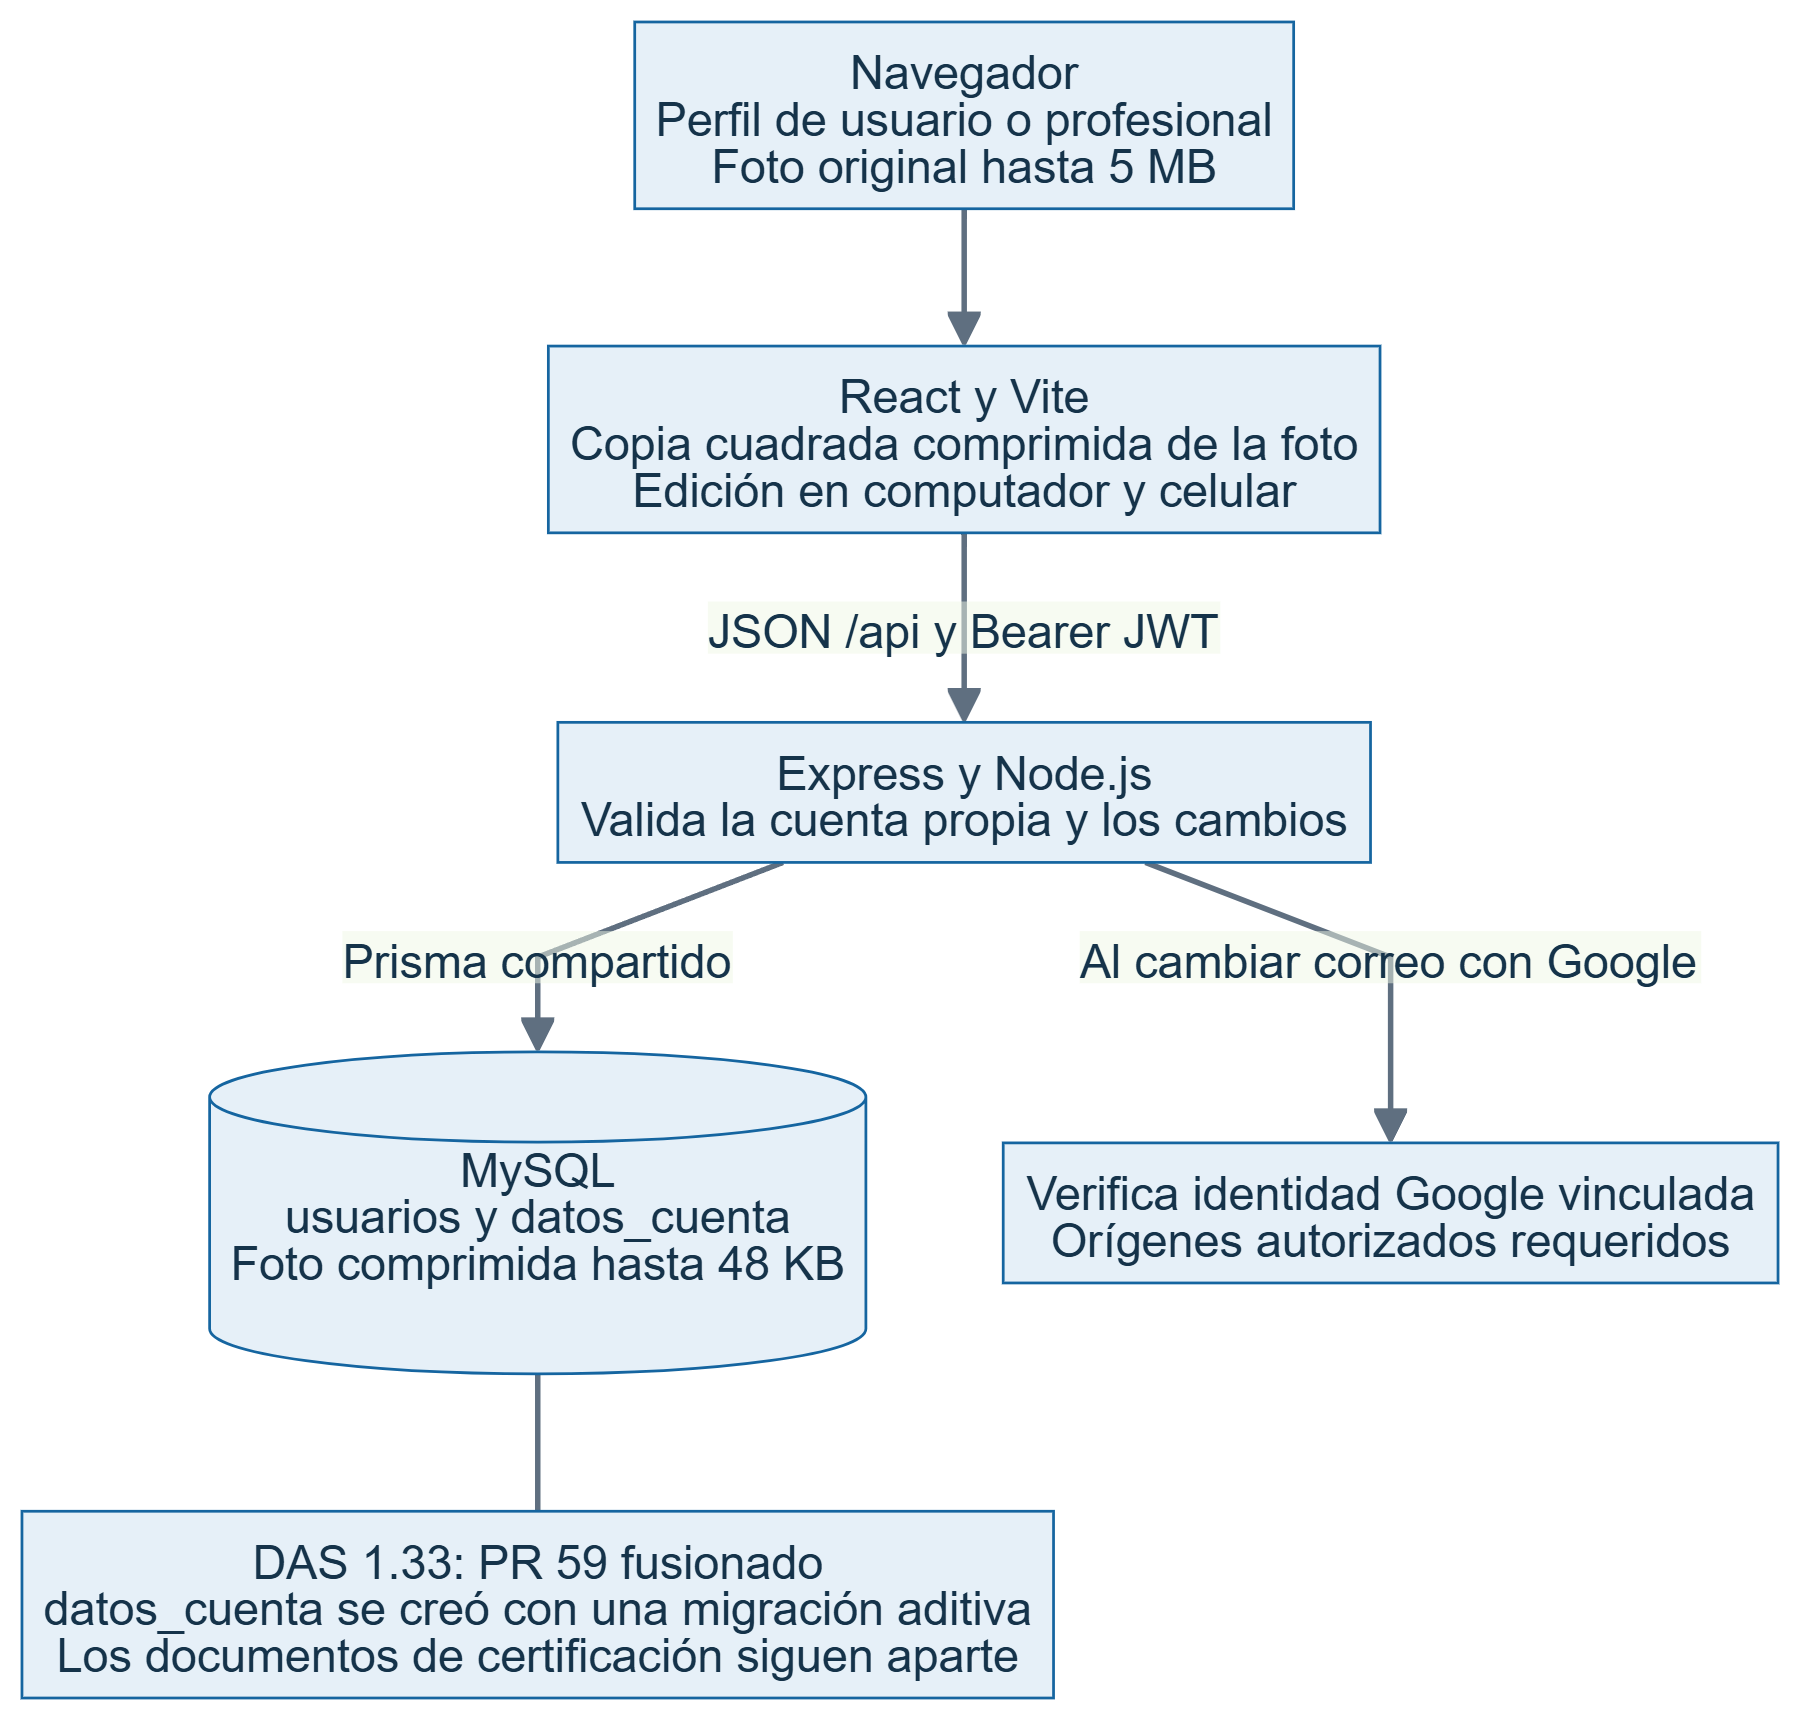 Navegador
Perfil de usuario o profesional
Foto original hasta 5 MB
React y Vite
Copia cuadrada comprimida de la foto
Edición en computador y celular
JSON /api y Bearer JWT
Express y Node.js
Valida la cuenta propia y los cambios
Prisma compartido
Al cambiar correo con Google
MySQL
usuarios y datos_cuenta
Foto comprimida hasta 48 KB
Verifica identidad Google vinculada
Orígenes autorizados requeridos
DAS 1.33: PR 59 fusionado
datos_cuenta se creó con una migración aditiva
Los documentos de certificación siguen aparte